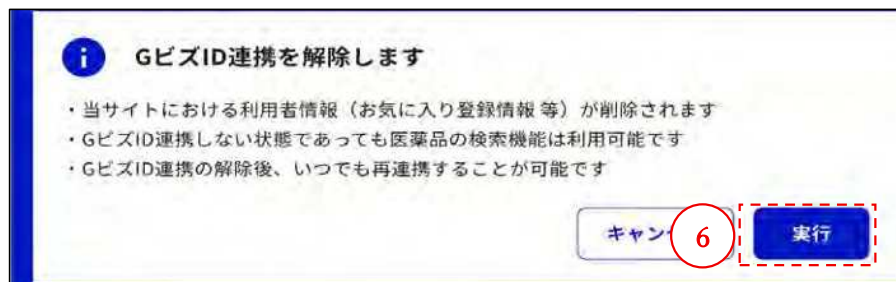 GビズID連携を解除します
・当サイトにおける利用者情報（お気に入り登録情報 等）が削除されます
・GビズID連携しない状態であっても医薬品の検索機能は利用可能です
・GビズID連携の解除後、いつでも再連携することが可能です
キャン
6
実行